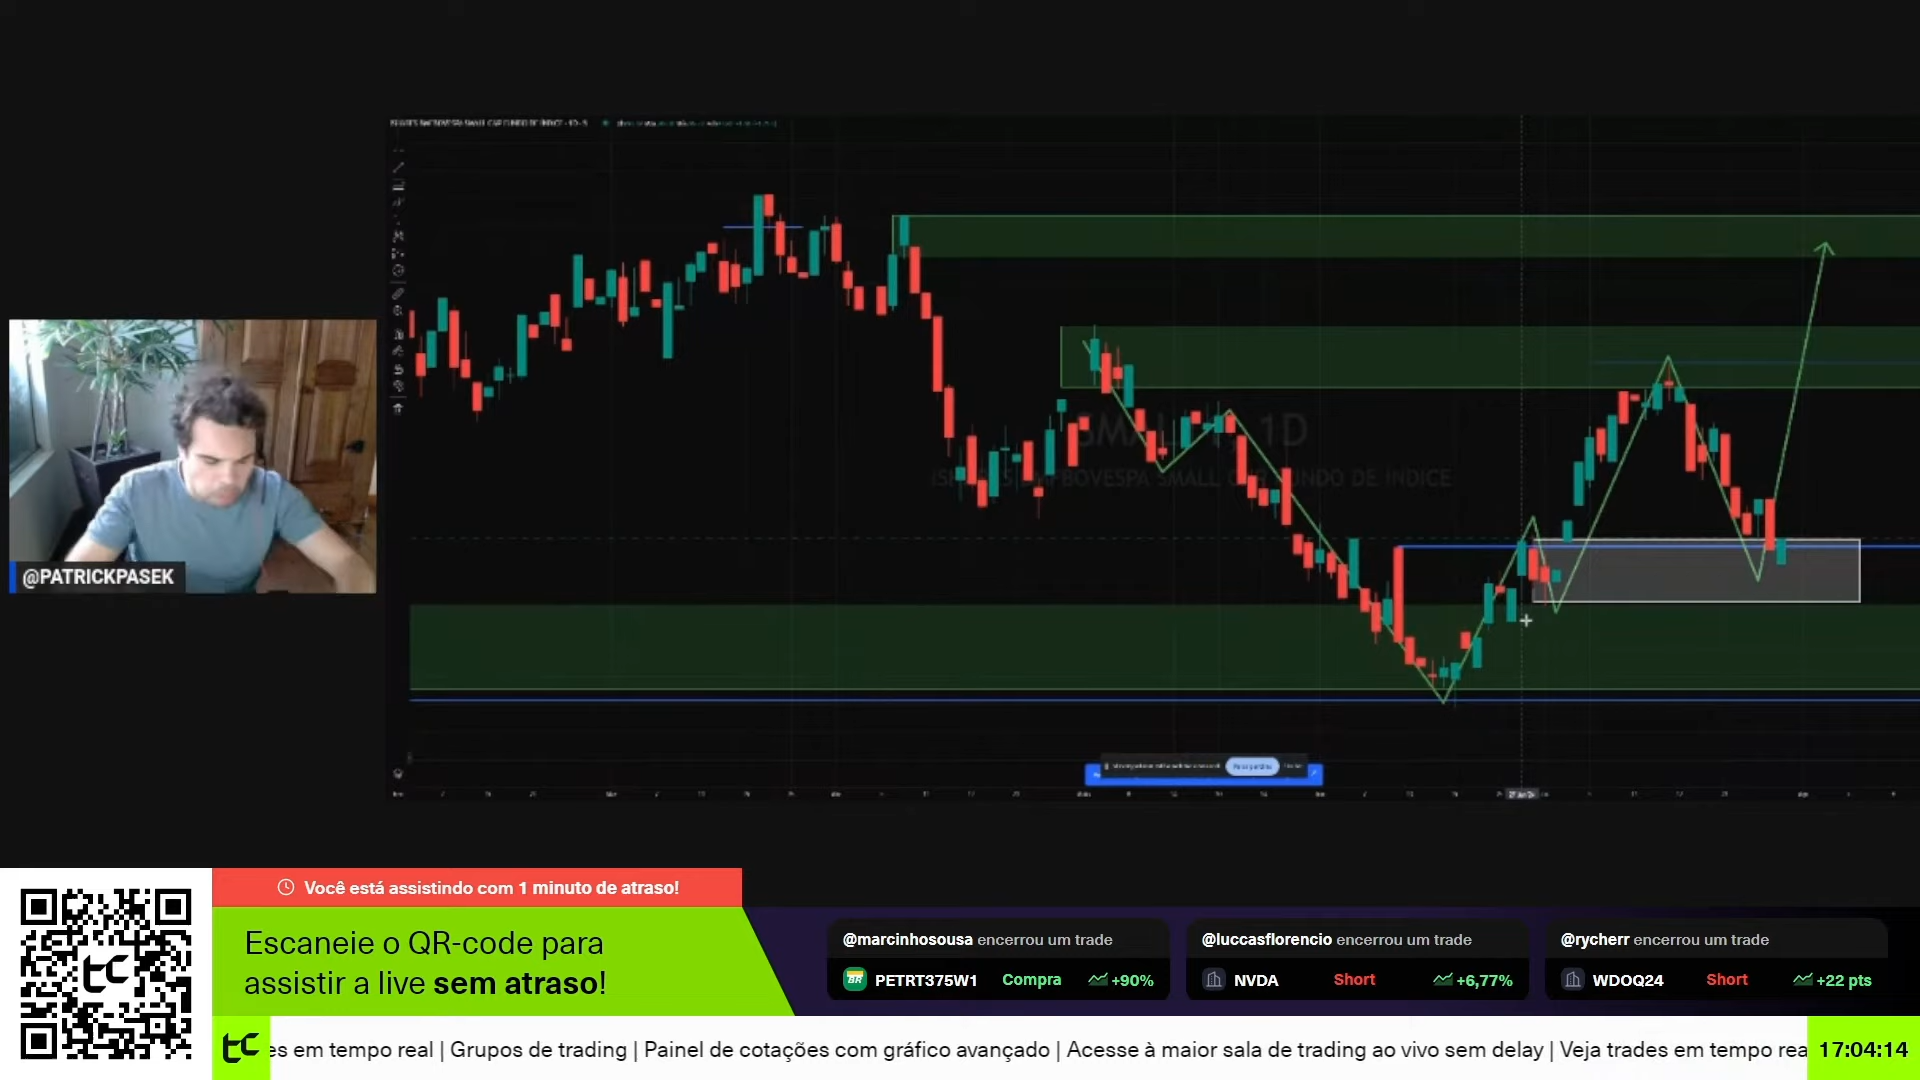 SMAL11, 1D
@PATRICKPASEK
Você está assistindo com 1 minuto de atraso!
Escaneie o QR-code para
assistir a live sem atraso!
@marcinhosousa encerrou um trade
PETRT375W1 Compra +90%
@luccasflorencio encerrou um trade
NVDA Short +6,77%
@rycherr encerrou um trade
WDOQ24 Short +22 pts
tc
es em tempo real | Grupos de trading | Painel de cotações com gráfico avançado | Acesse à maior sala de trading ao vivo sem delay | Veja trades em tempo rea
17:04:14